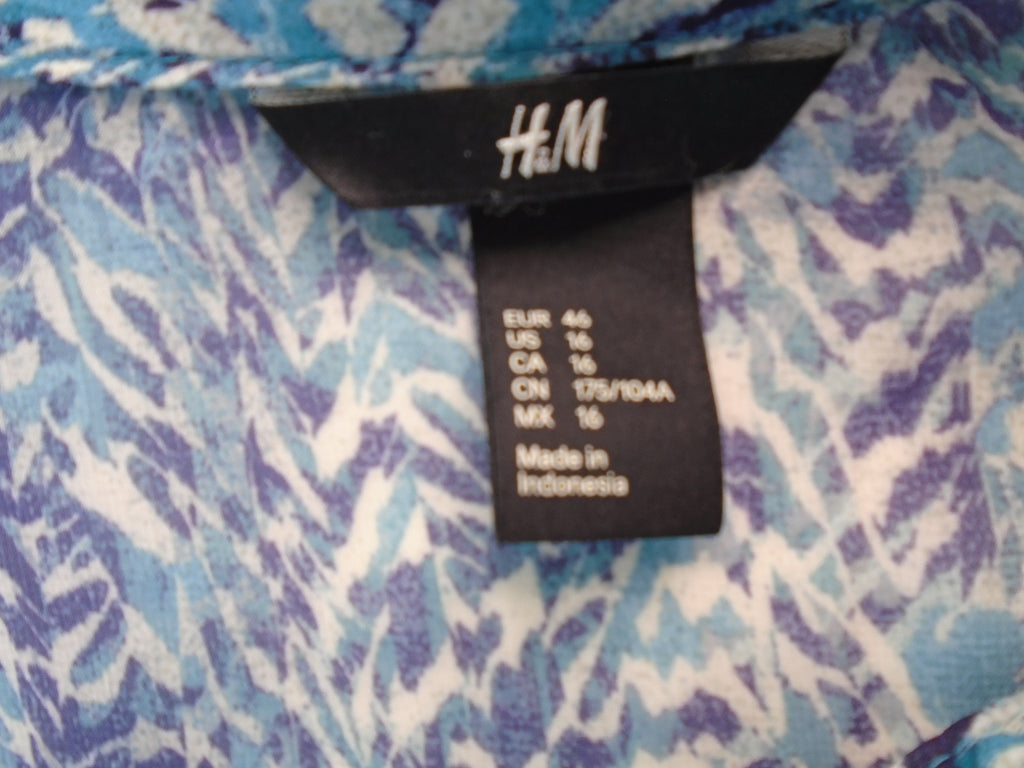 H&M
EUR 46
US 16
CA 16
CN 175/104A
MX 16
Made in
Indonesia